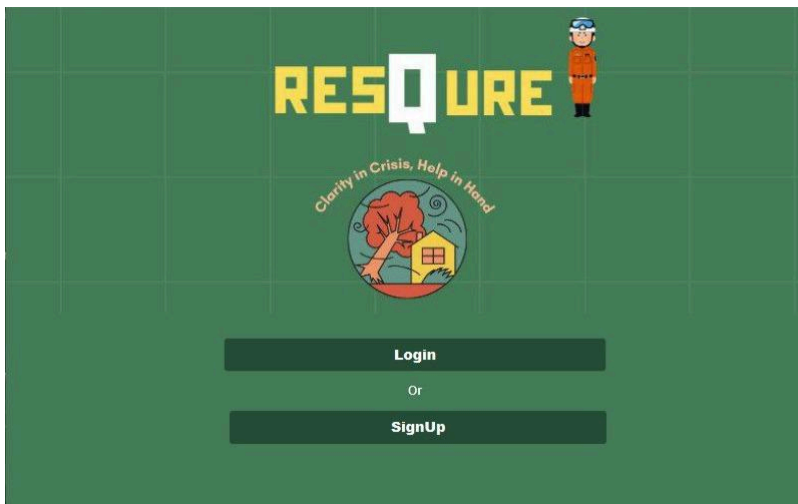 RESQURE
Clarity in Crisis, Help in Hand
Login
Or
SignUp